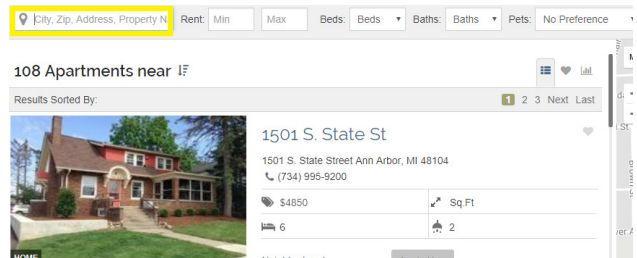 City, Zip, Address, Property N Rent: Min Max Beds: Beds Baths: Baths Pets: No Preference
108 Apartments near
Results Sorted By: 1 2 3 Next Last
1501 S. State St
1501 S. State Street Ann Arbor, MI 48104
(734) 995-9200
$4850 Sq.Ft
6 2
HOME